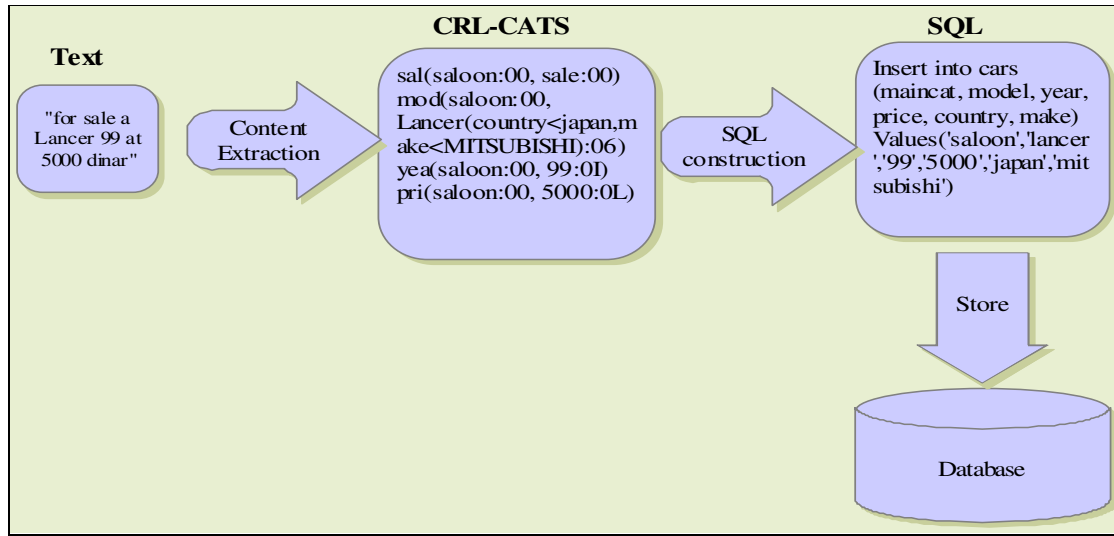 Text
"for sale a
Lancer 99 at
5000 dinar"
Content
Extraction
CRL-CATS
sal(saloon:00, sale:00)
mod(saloon:00,
Lancer(country<japan,m
ake<MITSUBISHI):06)
yea(saloon:00, 99:0I)
pri(saloon:00, 5000:0L)
SQL
construction
SQL
Insert into cars
(maincat, model, year,
price, country, make)
Values('saloon','lancer
','99','5000','japan','mit
subishi')
Store
Database